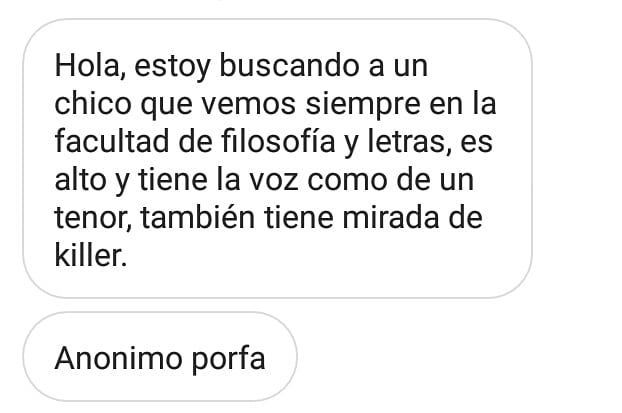 Hola, estoy buscando a un
chico que vemos siempre en la
facultad de filosofía y letras, es
alto y tiene la voz como de un
tenor, también tiene mirada de
killer.
Anonimo porfa